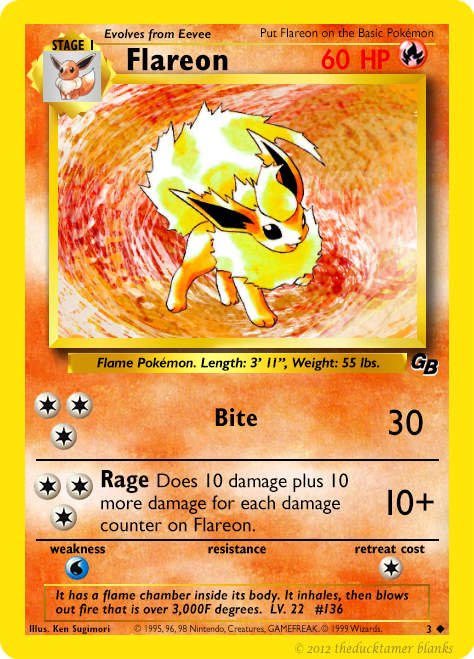 Evolves from Eevee
Put Flareon on the Basic Pokémon
STAGE 1
Flareon
60 HP
Flame Pokémon. Length: 3' 11", Weight: 55 lbs.
GB
Bite
30
Rage Does 10 damage plus 10
more damage for each damage
counter on Flareon.
10+
weakness
resistance
retreat cost
It has a flame chamber inside its body. It inhales, then blows
out fire that is over 3,000F degrees. LV. 22 #136
Illus. Ken Sugimori
© 1995, 96, 98 Nintendo, Creatures, GAMEFREAK. © 1999 Wizards.
3 ◆
© 2012 theducktamer blanks